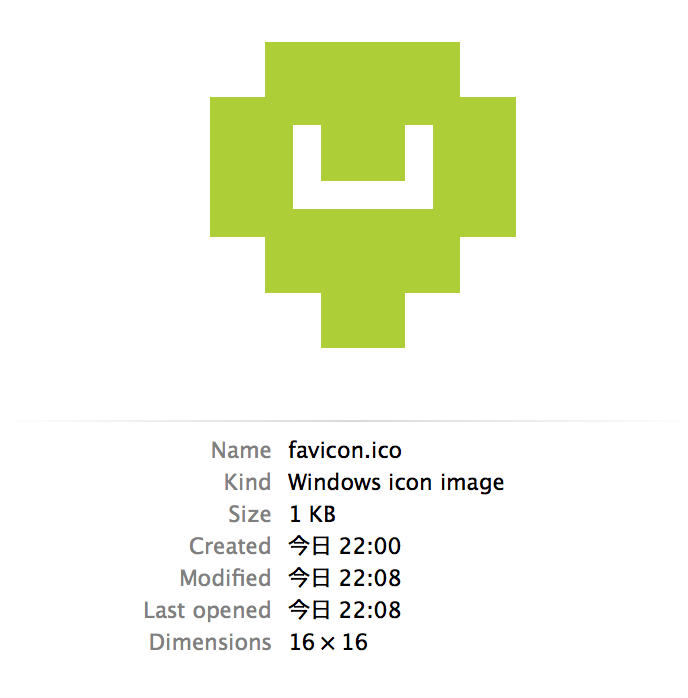 Name favicon.ico
Kind Windows icon image
Size 1 KB
Created 今日 22:00
Modified 今日 22:08
Last opened 今日 22:08
Dimensions 16 × 16